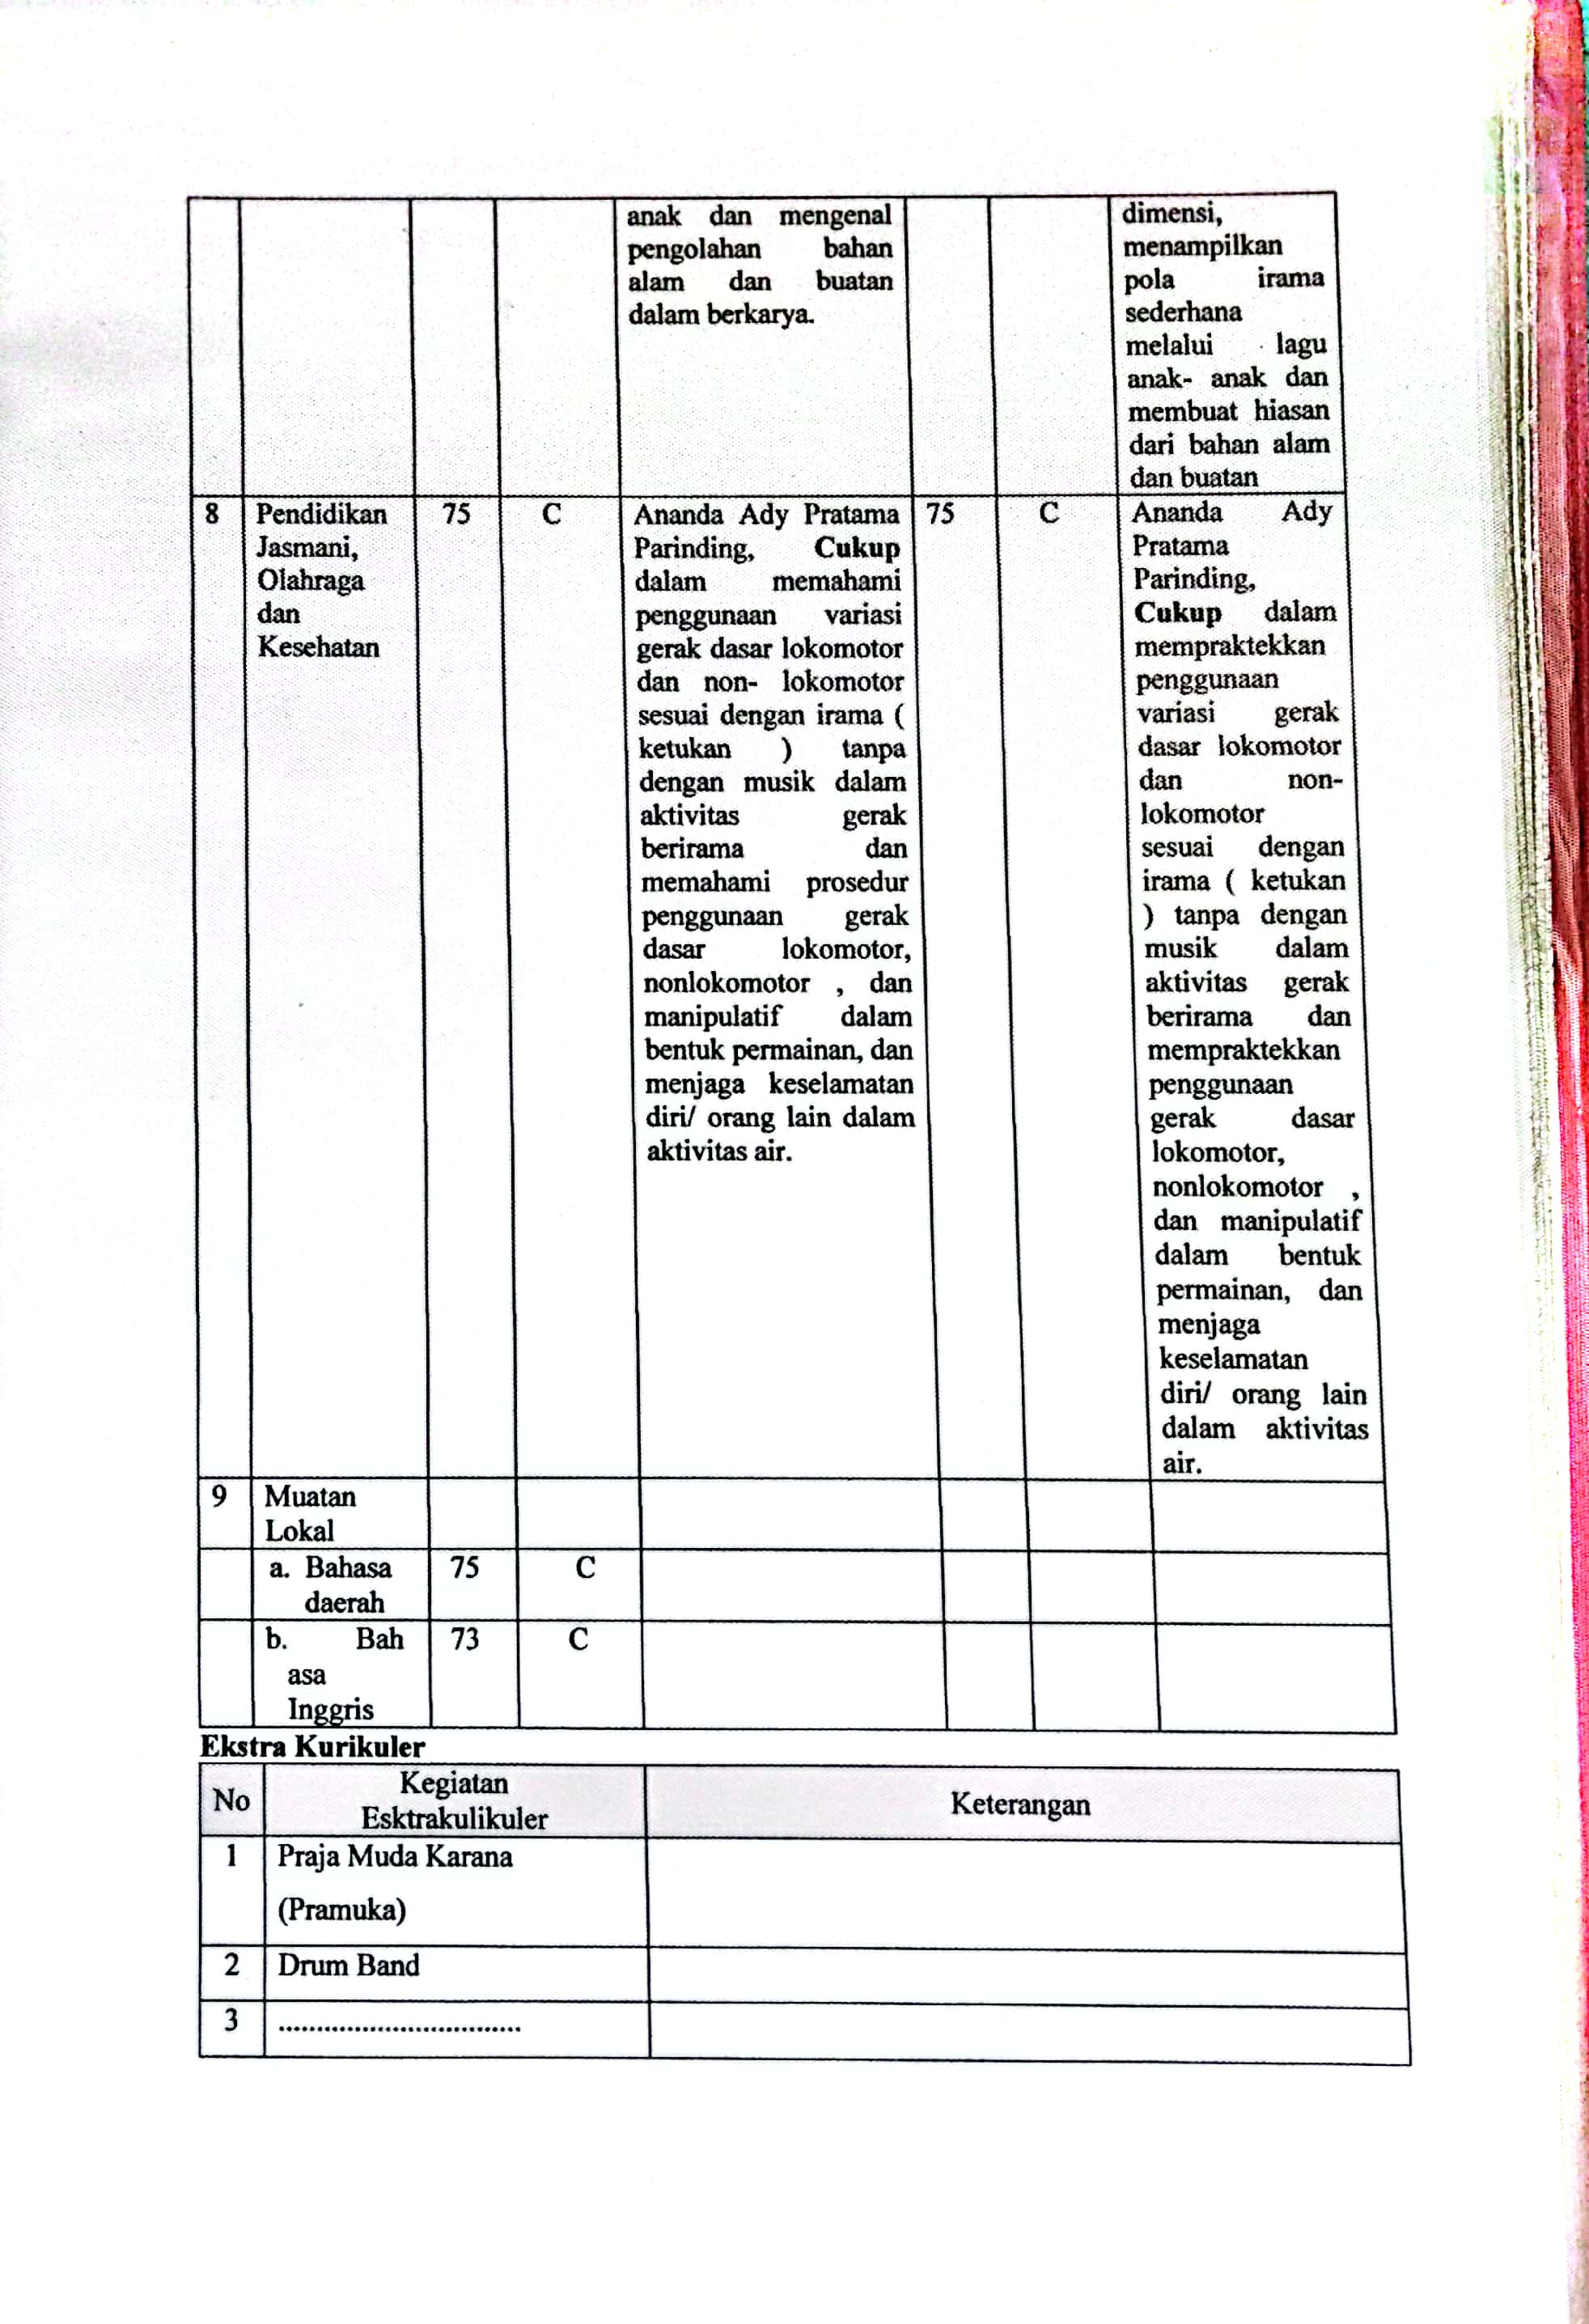 anak dan mengenal
pengolahan bahan
alam dan buatan
dalam berkarya.
dimensi,
menampilkan
pola irama
sederhana
melalui lagu
anak- anak dan
membuat hiasan
dari bahan alam
dan buatan
8
Pendidikan
Jasmani,
Olahraga
dan
Kesehatan
75
C
Ananda Ady Pratama
Parinding, Cukup
dalam memahami
penggunaan variasi
gerak dasar lokomotor
dan non- lokomotor
sesuai dengan irama (
ketukan ) tanpa
dengan musik dalam
aktivitas gerak
berirama dan
memahami prosedur
penggunaan gerak
dasar lokomotor,
nonlokomotor , dan
manipulatif dalam
bentuk permainan, dan
menjaga keselamatan
diri/ orang lain dalam
aktivitas air.
75
C
Ananda Ady
Pratama
Parinding,
Cukup dalam
mempraktekkan
penggunaan
variasi gerak
dasar lokomotor
dan non-
lokomotor
sesuai dengan
irama ( ketukan
) tanpa dengan
musik dalam
aktivitas gerak
berirama dan
mempraktekkan
penggunaan
gerak dasar
lokomotor,
nonlokomotor ,
dan manipulatif
dalam bentuk
permainan, dan
menjaga
keselamatan
diri/ orang lain
dalam aktivitas
air.
9
Muatan
Lokal
a. Bahasa
daerah
75
C
b. Bah
asa
Inggris
73
C
Ekstra Kurikuler
No
Kegiatan
Esktrakulikuler
Keterangan
1
Praja Muda Karana
(Pramuka)
2
Drum Band
3
................................